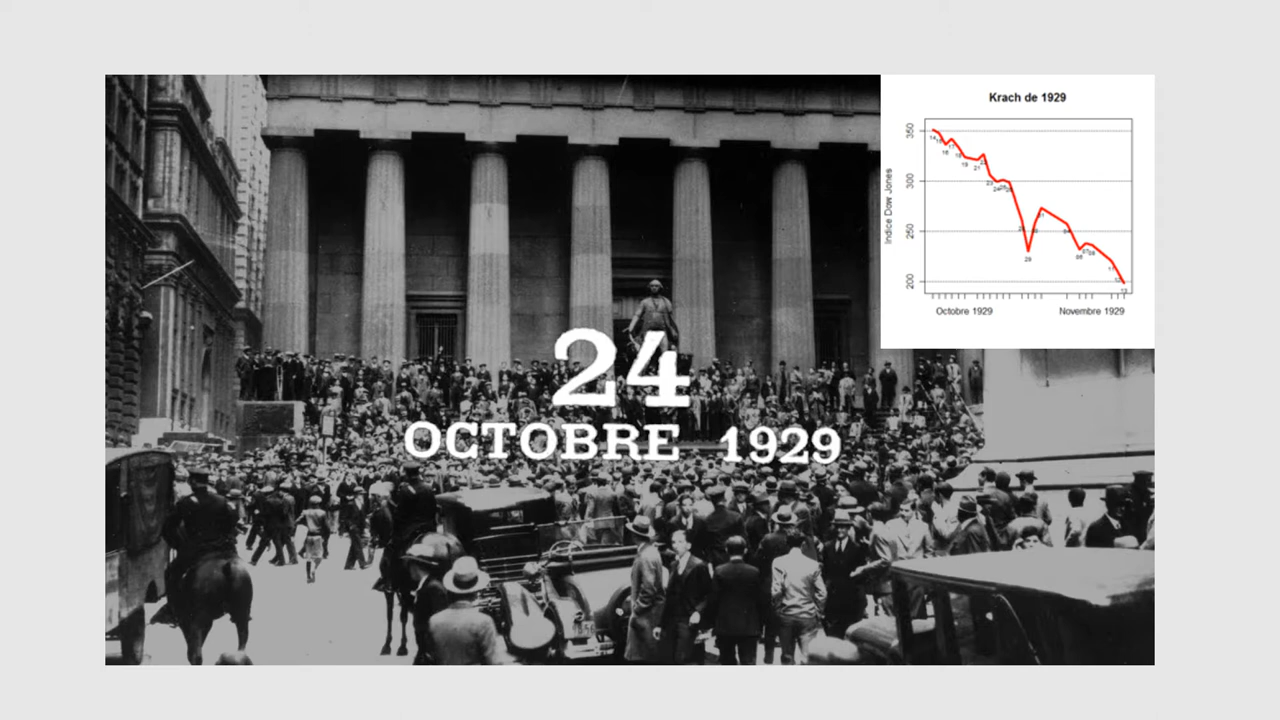 Krach de 1929
350
300
250
200
Indice Dow Jones
Octobre 1929
Novembre 1929
24
OCTOBRE 1929